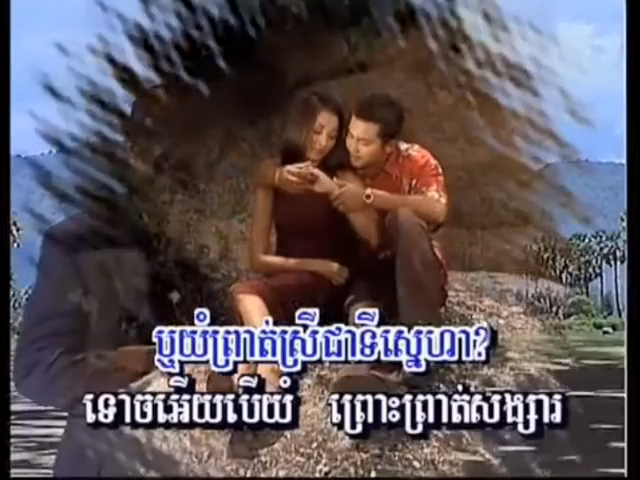 ឬយំព្រាត់ស្រីជាទីស្នេហា?
ទោចអើយបើយំ ព្រោះព្រាត់សង្សារ